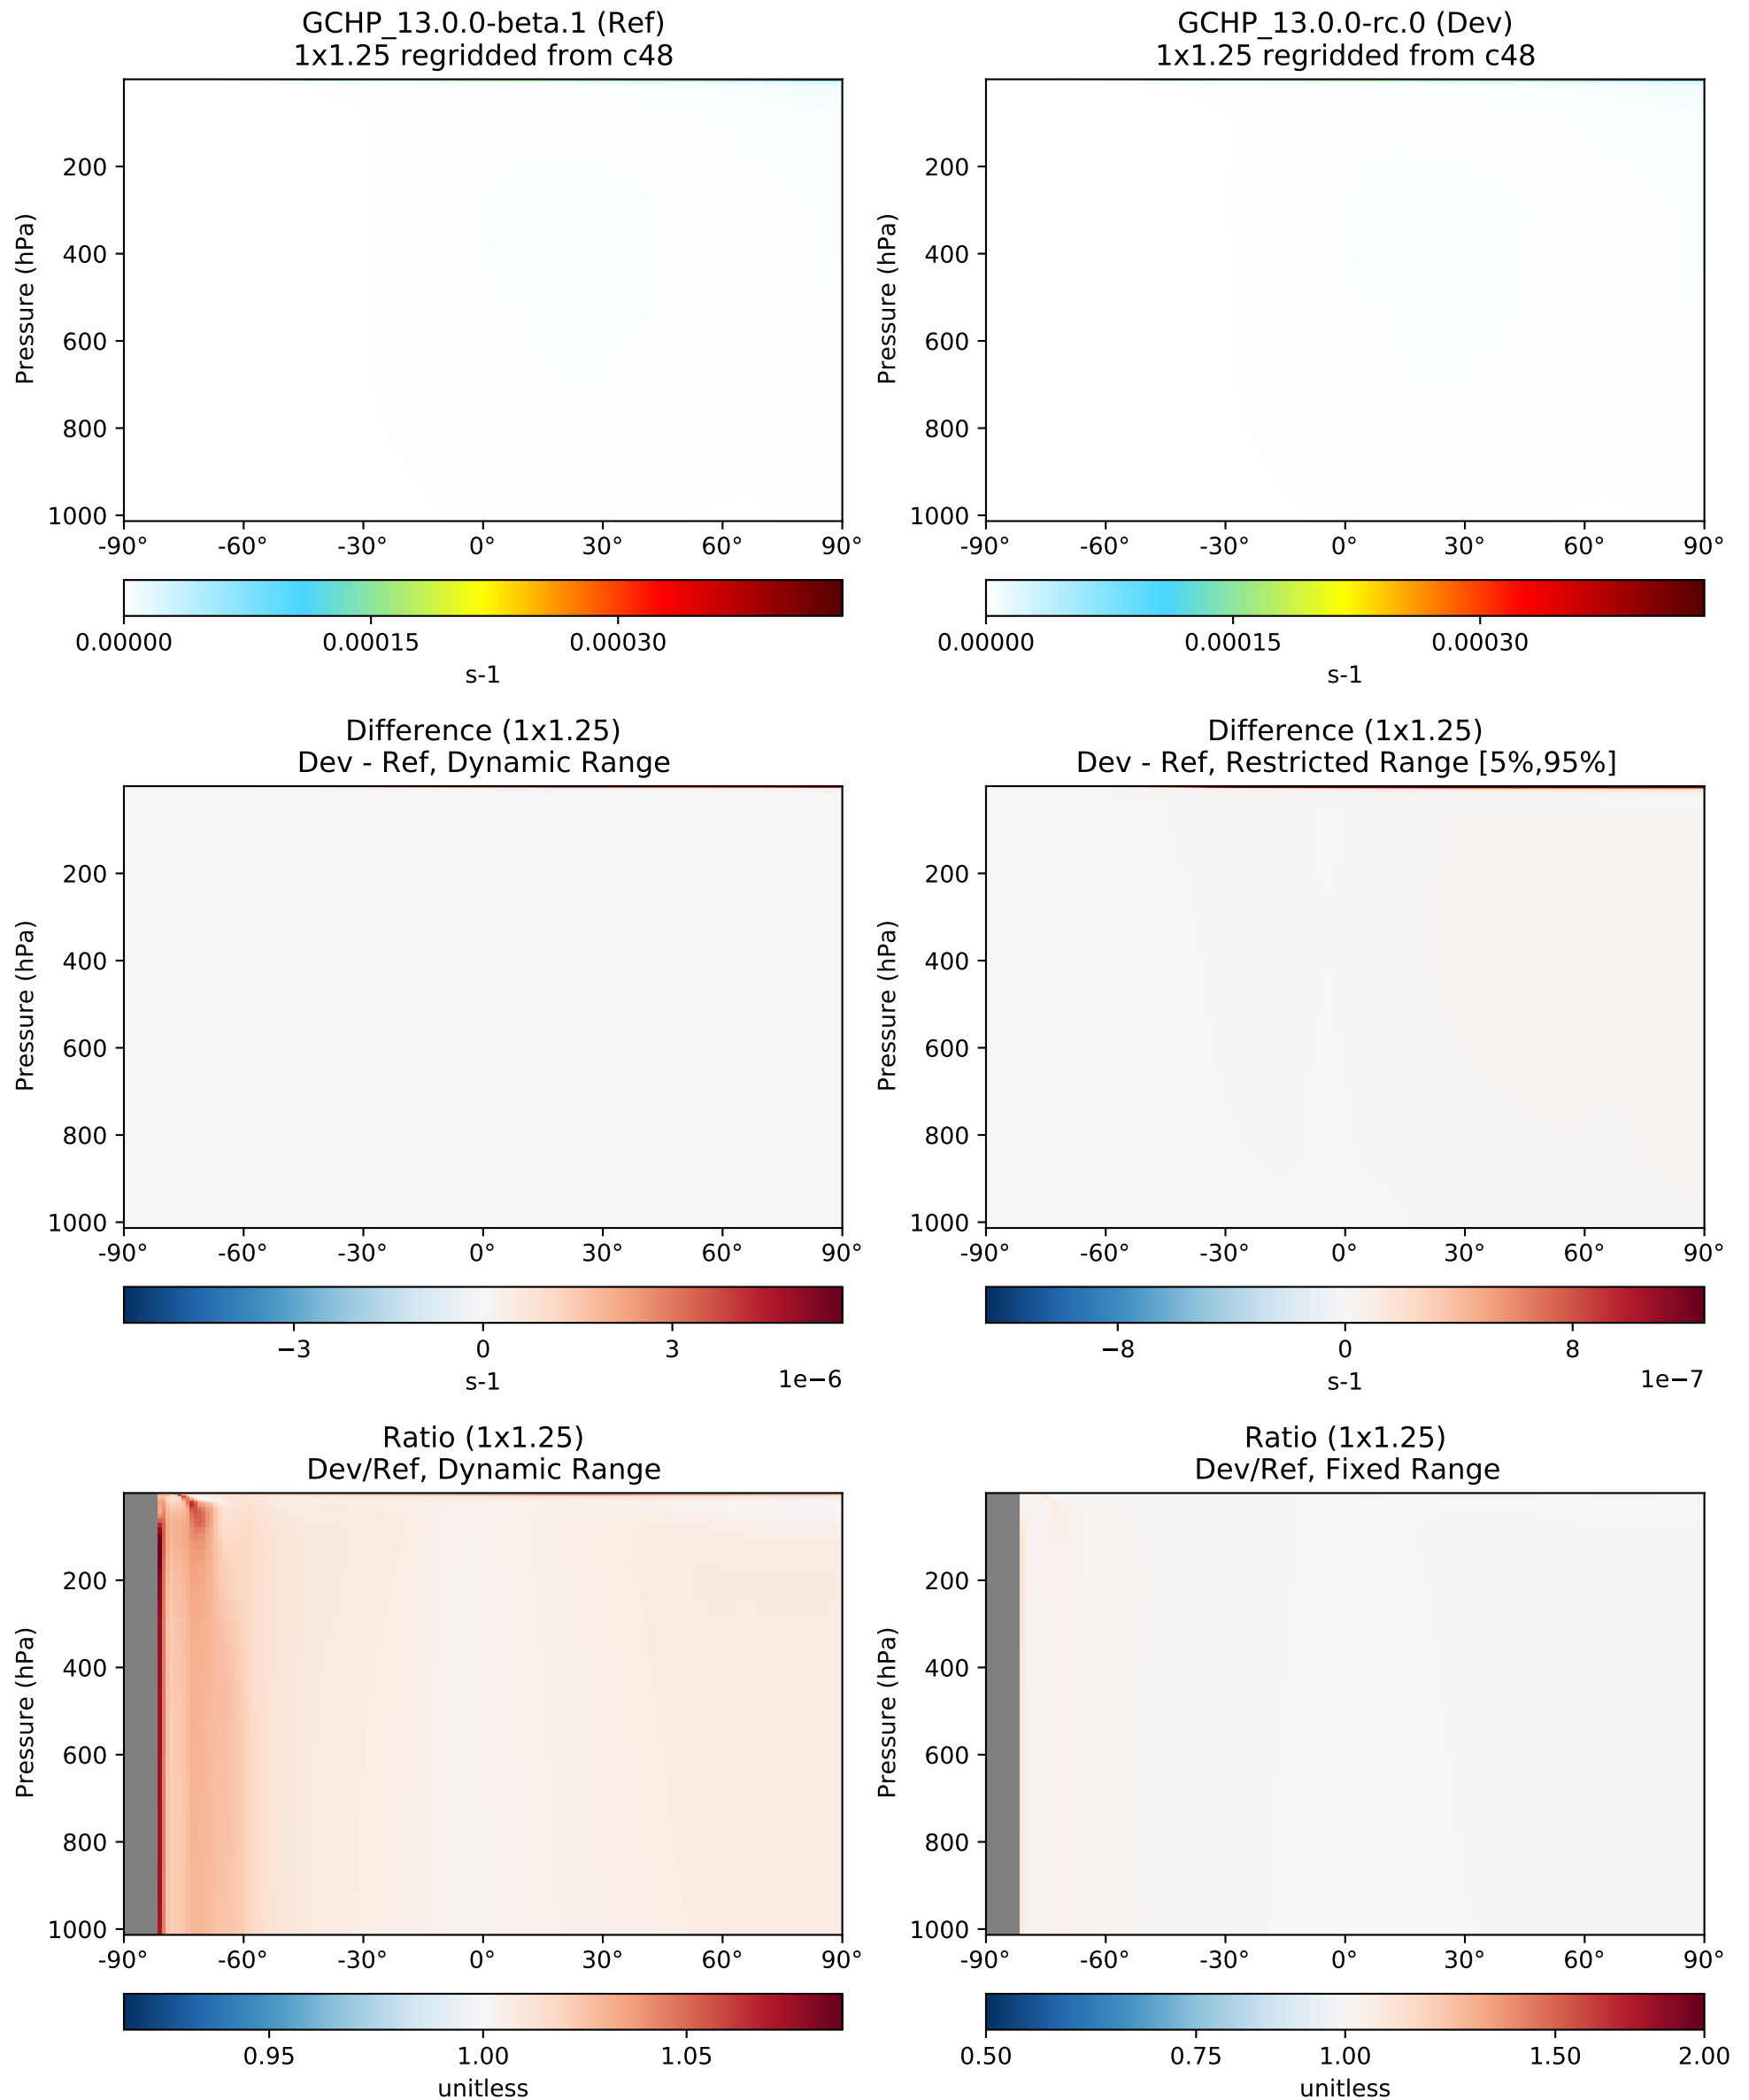 GCHP_13.0.0-beta.1 (Ref)
1x1.25 regridded from c48
Pressure (hPa)
200
400
600
800
1000
-90° -60° -30° 0° 30° 60° 90°
0.00000 0.00015 0.00030
s-1
GCHP_13.0.0-rc.0 (Dev)
1x1.25 regridded from c48
Pressure (hPa)
200
400
600
800
1000
-90° -60° -30° 0° 30° 60° 90°
0.00000 0.00015 0.00030
s-1
Difference (1x1.25)
Dev - Ref, Dynamic Range
Pressure (hPa)
200
400
600
800
1000
-90° -60° -30° 0° 30° 60° 90°
−3 0 3
s-1 1e−6
Difference (1x1.25)
Dev - Ref, Restricted Range [5%,95%]
Pressure (hPa)
200
400
600
800
1000
-90° -60° -30° 0° 30° 60° 90°
−8 0 8
s-1 1e−7
Ratio (1x1.25)
Dev/Ref, Dynamic Range
Pressure (hPa)
200
400
600
800
1000
-90° -60° -30° 0° 30° 60° 90°
0.95 1.00 1.05
unitless
Ratio (1x1.25)
Dev/Ref, Fixed Range
Pressure (hPa)
200
400
600
800
1000
-90° -60° -30° 0° 30° 60° 90°
0.50 0.75 1.00 1.50 2.00
unitless